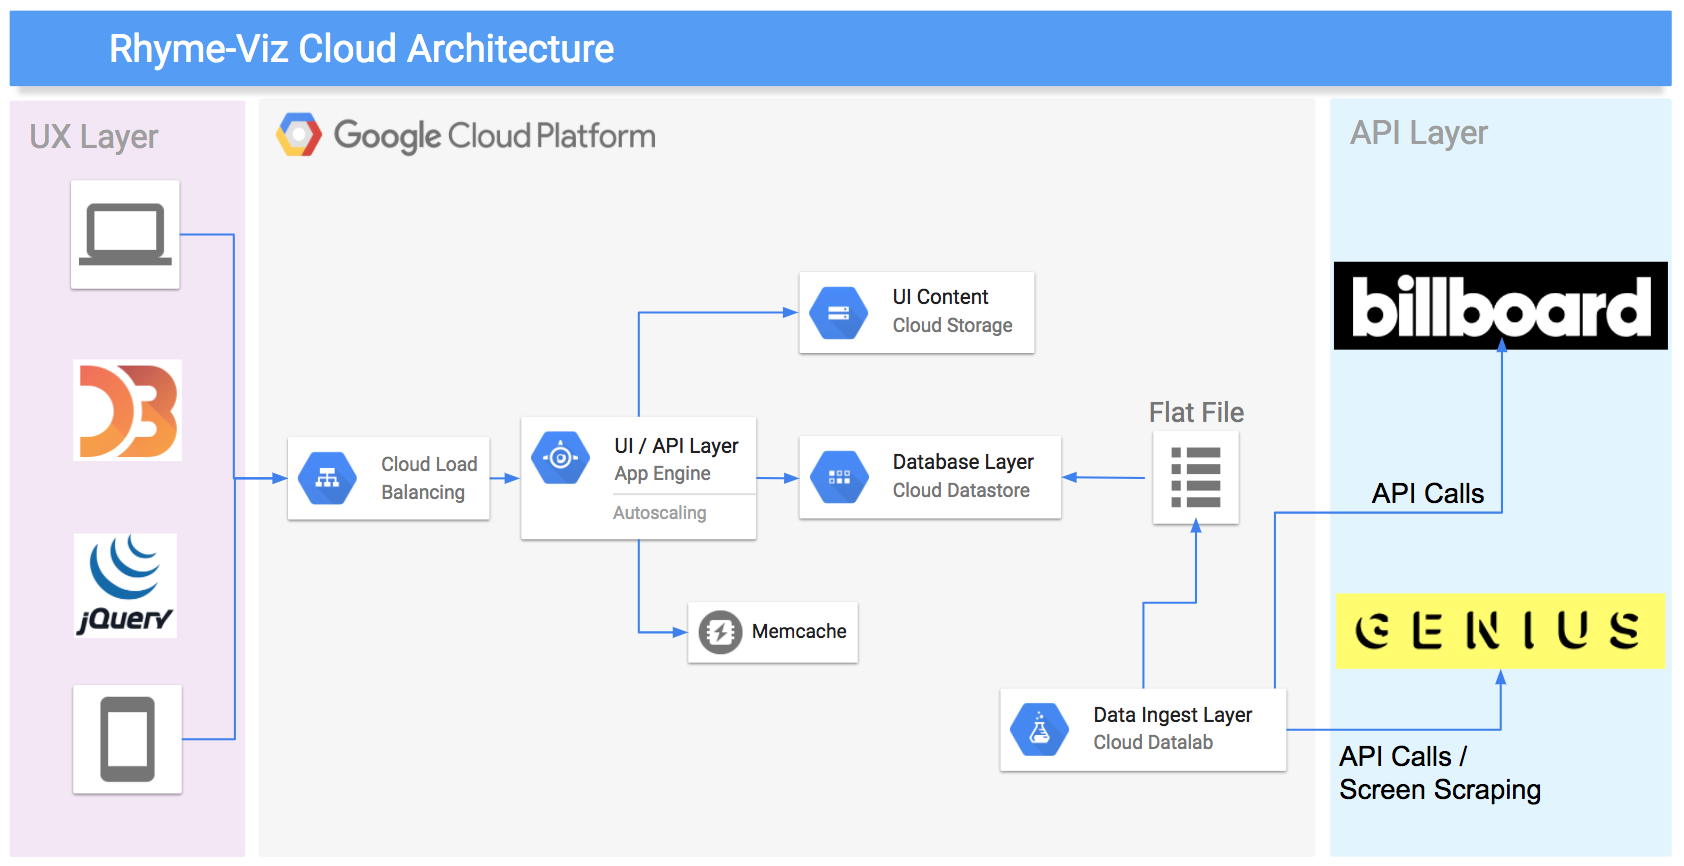 Rhyme-Viz Cloud Architecture
UX Layer
Google Cloud Platform
API Layer
billboard
UI Content
Cloud Storage
Flat File
UI / API Layer
App Engine
Autoscaling
Cloud Load
Balancing
Database Layer
Cloud Datastore
API Calls
D3
jQuery
Memcache
GENIUS
Data Ingest Layer
Cloud Datalab
API Calls /
Screen Scraping